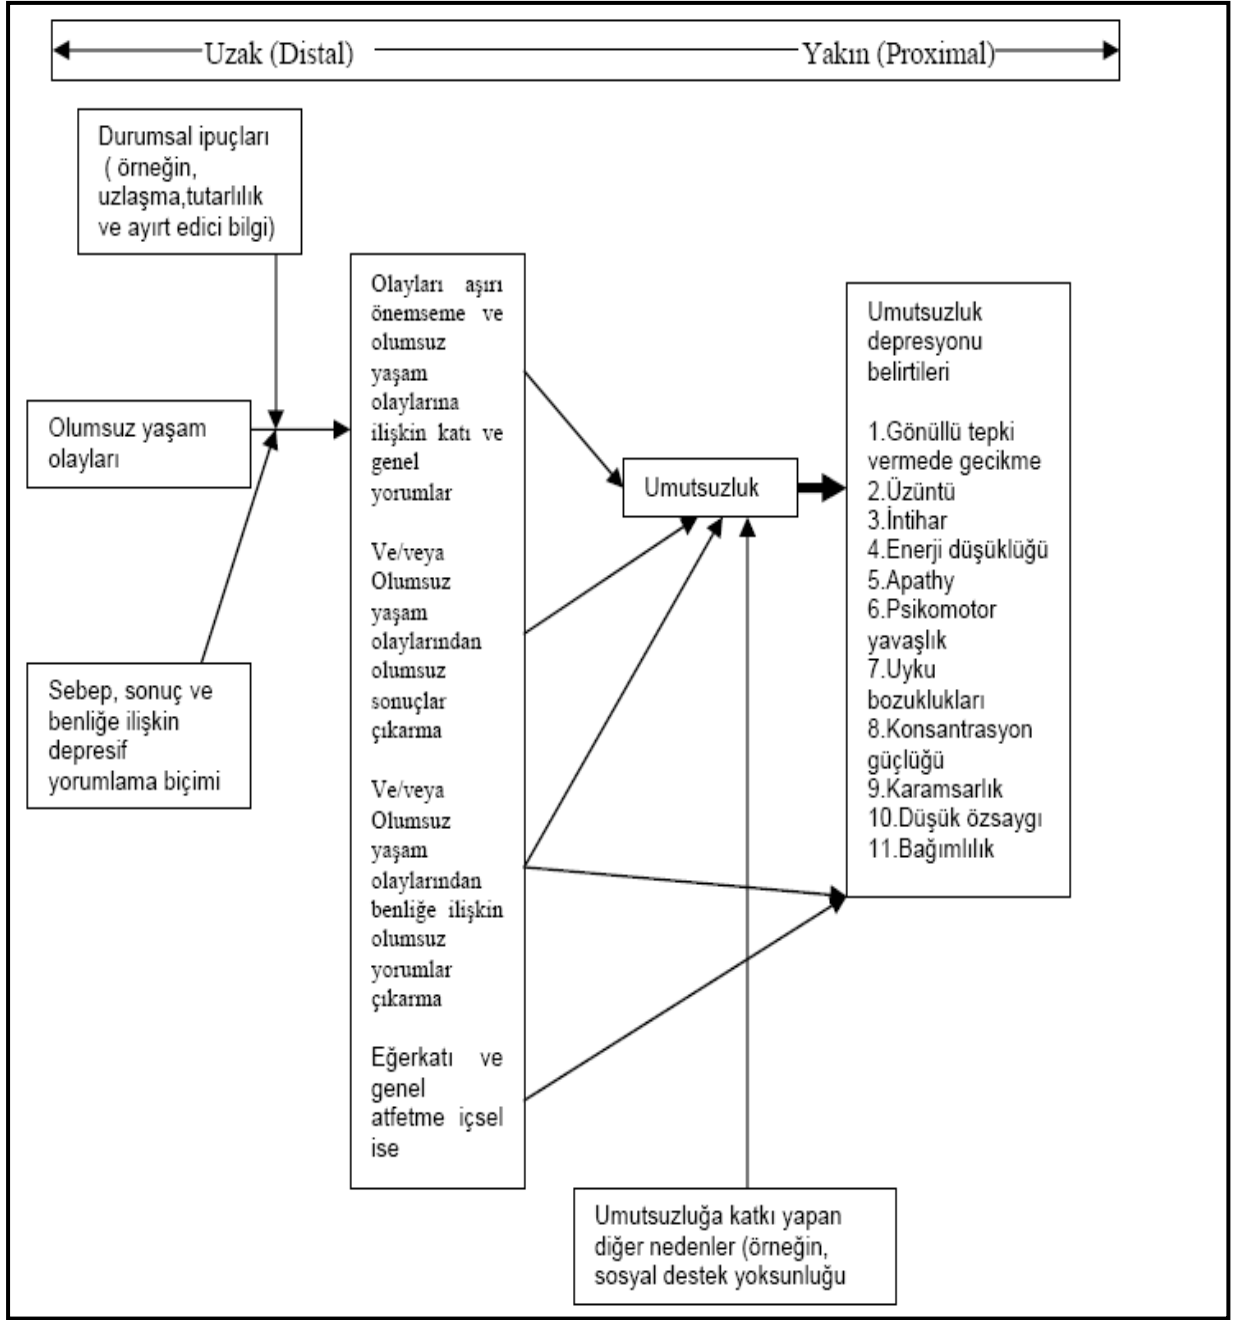 Uzak (Distal)
Yakın (Proximal)
Durumsal ipuçları
( örneğin,
uzlaşma,tutarlılık
ve ayırt edici bilgi)
Olumsuz yaşam
olayları
Sebep, sonuç ve
benliğe ilişkin
depresif
yorumlama biçimi
Olayları aşırı
önemseme ve
olumsuz
yaşam
olaylarına
ilişkin katı ve
genel
yorumlar
Ve/veya
Olumsuz
yaşam
olaylarından
olumsuz
sonuçlar
çıkarma
Ve/veya
Olumsuz
yaşam
olaylarından
benliğe ilişkin
olumsuz
yorumlar
çıkarma
Eğerkatı ve
genel
atfetme içsel
ise
Umutsuzluk
Umutsuzluğa katkı yapan
diğer nedenler (örneğin,
sosyal destek yoksunluğu
Umutsuzluk
depresyonu
belirtileri
1.Gönüllü tepki
vermede gecikme
2.Üzüntü
3.İntihar
4.Enerji düşüklüğü
5.Apathy
6.Psikomotor
yavaşlık
7.Uyku
bozuklukları
8.Konsantrasyon
güçlüğü
9.Karamsarlık
10.Düşük özsaygı
11.Bağımlılık